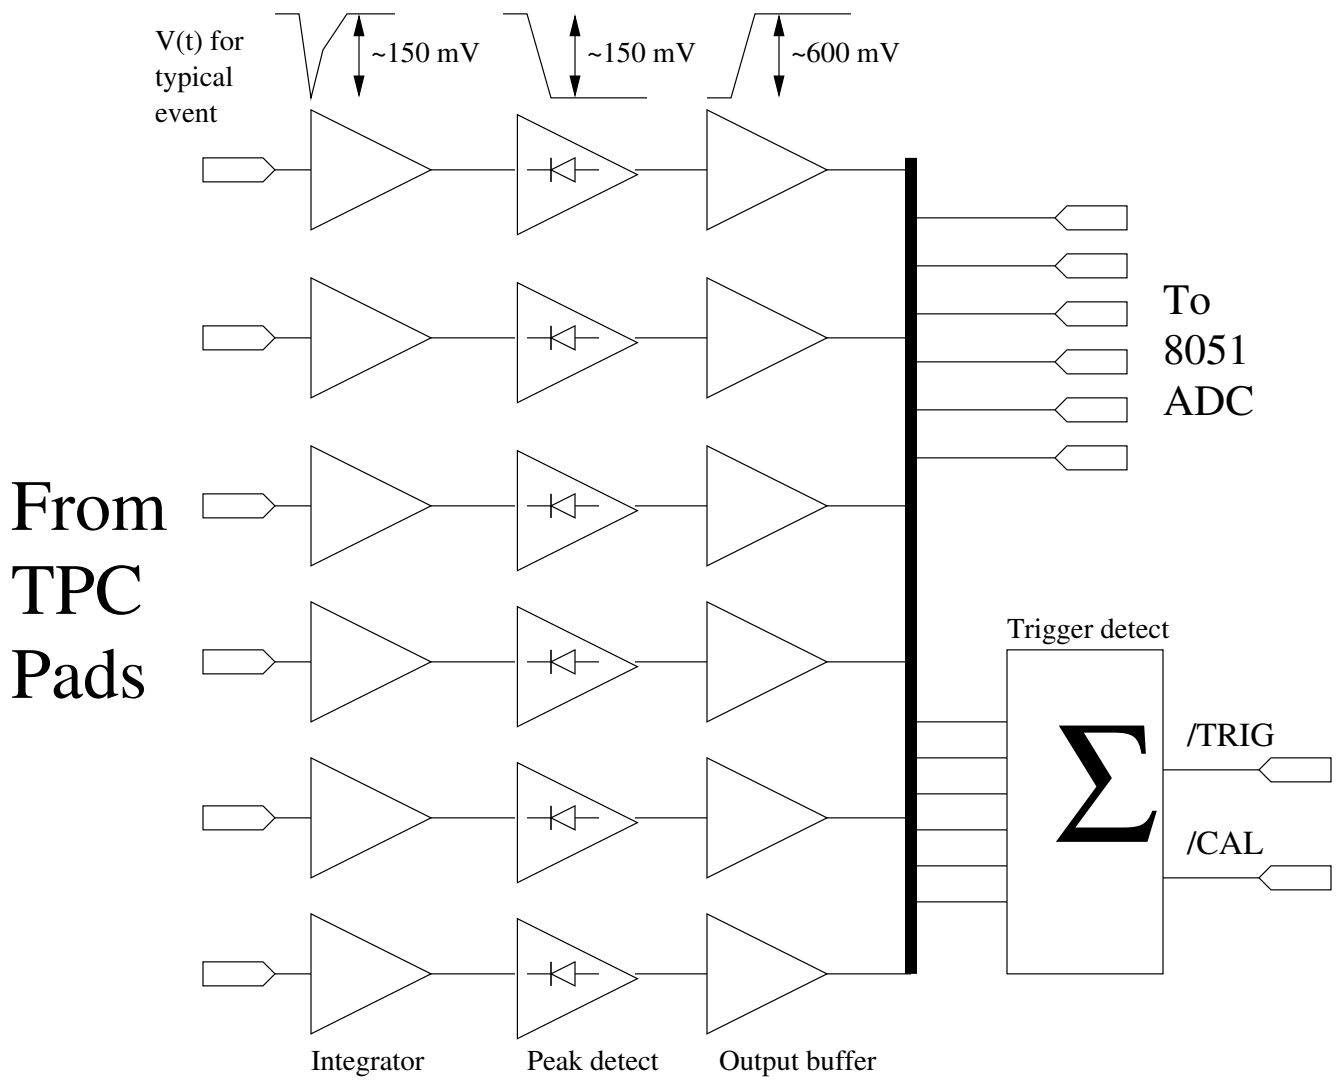 V(t) for
typical
event
~150 mV
~150 mV
~600 mV
To
8051
ADC
From
TPC
Pads
Trigger detect
Σ
/TRIG
/CAL
Integrator
Peak detect
Output buffer